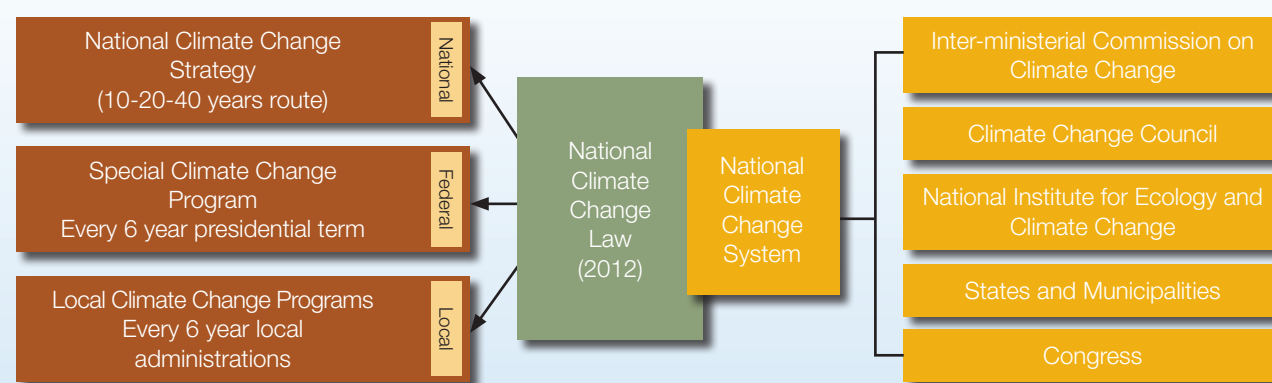 National Climate Change
Strategy
(10-20-40 years route)
National
Special Climate Change
Program
Every 6 year presidential term
Federal
Local Climate Change Programs
Every 6 year local
administrations
Local
National
Climate
Change
Law
(2012)
National
Climate
Change
System
Inter-ministerial Commission on
Climate Change
Climate Change Council
National Institute for Ecology and
Climate Change
States and Municipalities
Congress